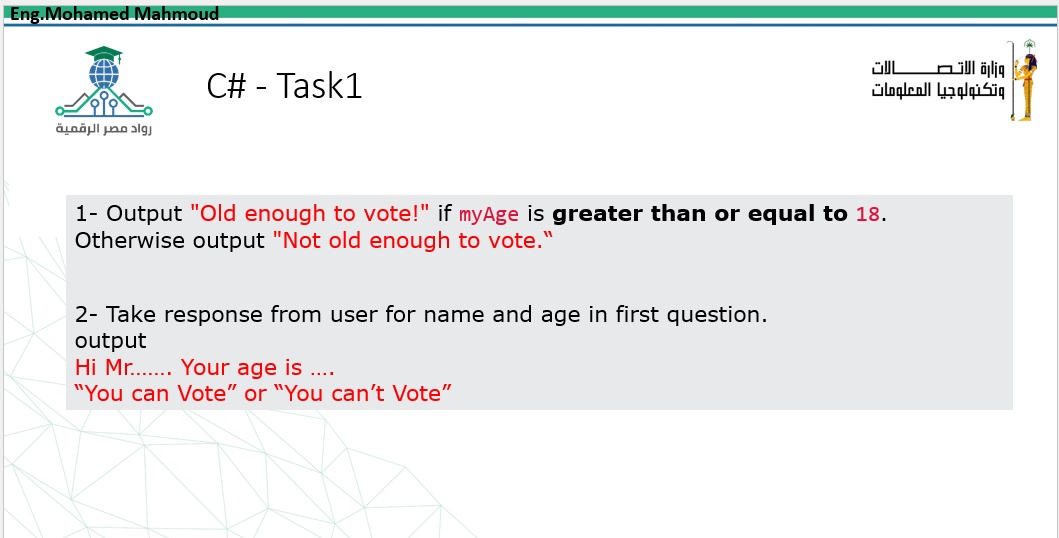 Eng.Mohamed Mahmoud
رواد مصر الرقمية
C# - Task1
وزارة الاتـصـــــــالات
وتكنولوجيا المعلومات
1- Output "Old enough to vote!" if myAge is greater than or equal to 18.
Otherwise output "Not old enough to vote.“
2- Take response from user for name and age in first question.
output
Hi Mr....... Your age is ….
“You can Vote” or “You can’t Vote”